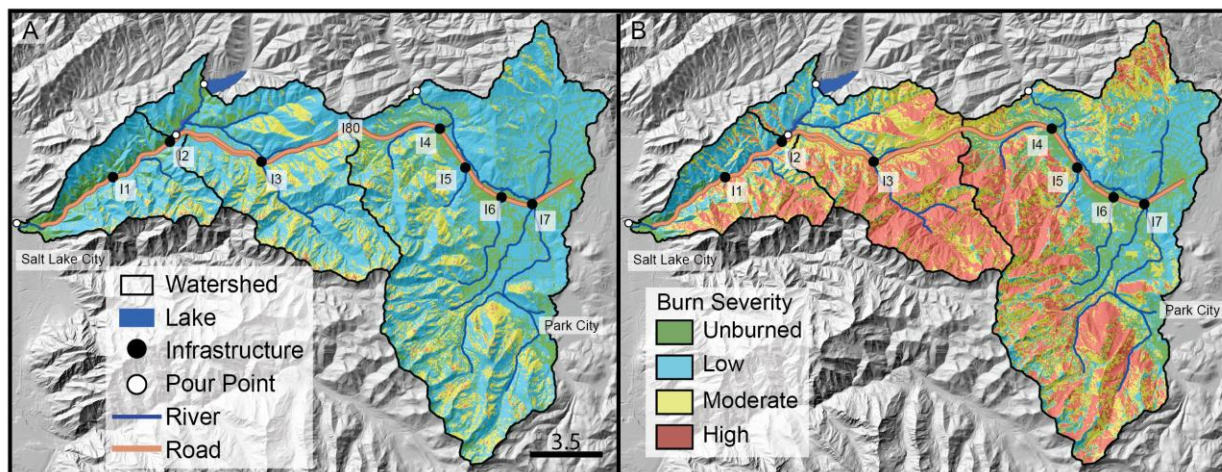 A
I80
I4
I2
I5
I1
I3
I6
I7
Salt Lake City
Park City
Watershed
Lake
Infrastructure
Pour Point
River
Road
3.5
B
I4
I2
I5
I1
I3
I6
I7
Salt Lake City
Park City
Burn Severity
Unburned
Low
Moderate
High